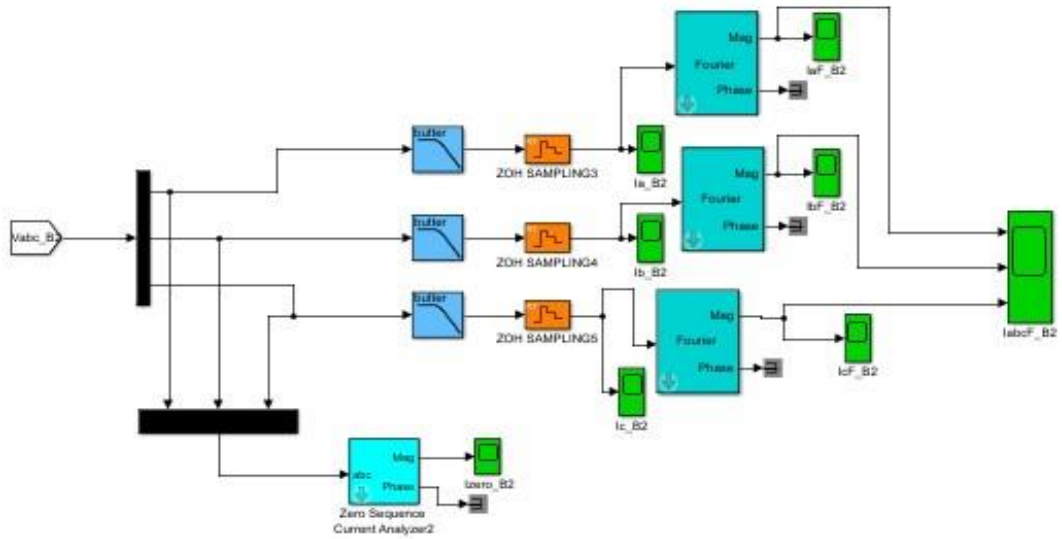 Mag
Fourier
Phase
IaF_B2
butter
ZOH SAMPLING3
Ia_B2
Mag
Fourier
Phase
IbF_B2
Vabc_B2
butter
ZOH SAMPLING4
Ib_B2
Mag
Fourier
Phase
IcF_B2
IabcF_B2
butter
ZOH SAMPLING5
Ic_B2
abc
Mag
Phase
Izero_B2
Zero Sequence
Current Analyzer2